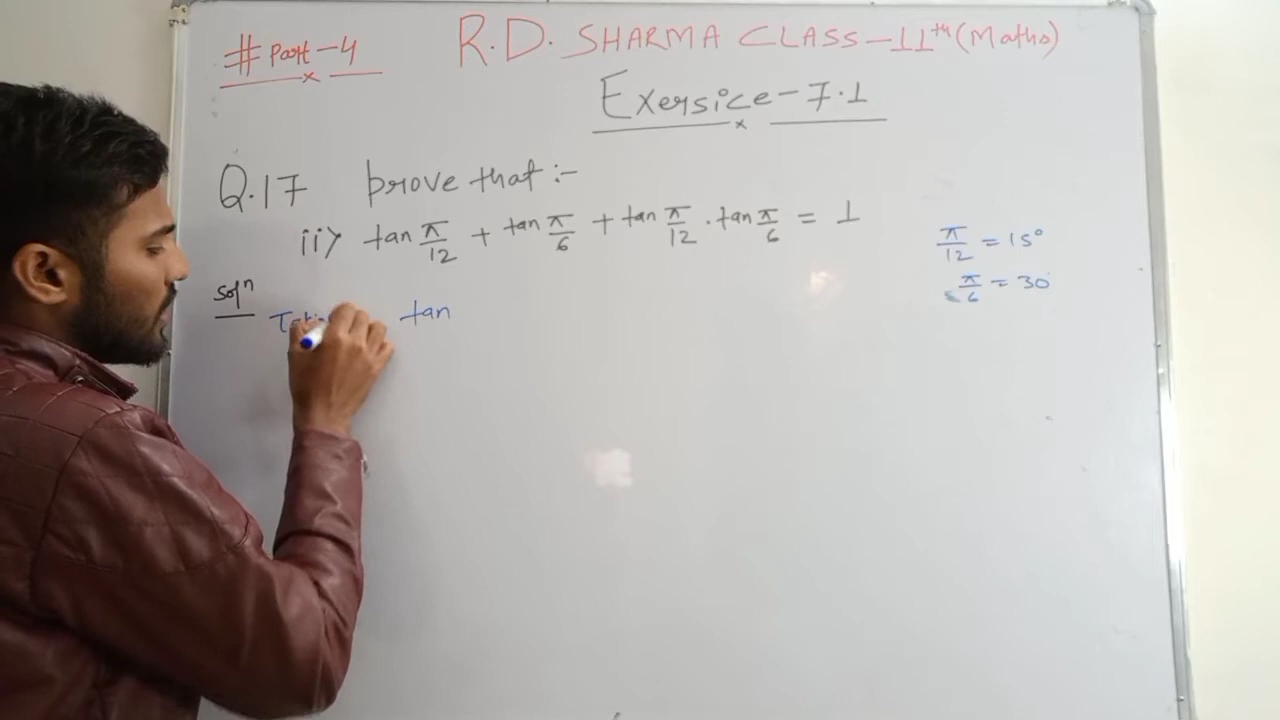 # Part-4
R.D. SHARMA CLASS-11th (Maths)
Exersice-7.1
Q.17 prove that :-
ii> tan π/12 + tan π/6 + tan π/12 . tan π/6 = 1
π/12 = 15°
π/6 = 30°
Solⁿ
tan